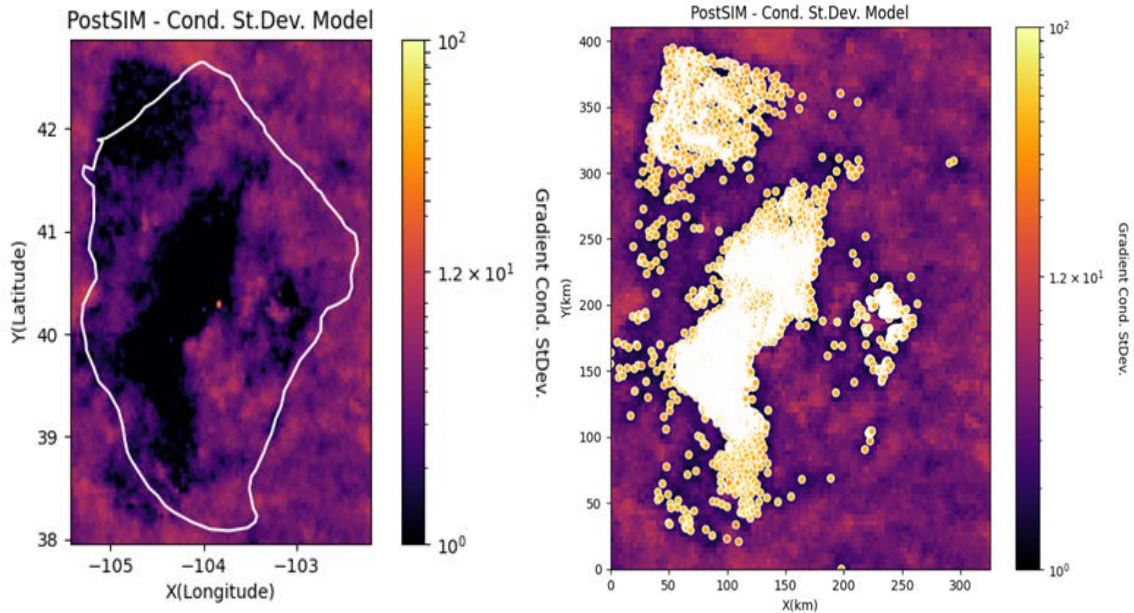 PostSIM - Cond. St.Dev. Model
10²
42
41
40
39
38
Y(Latitude)
−105
−104
−103
X(Longitude)
1.2 × 10¹
10⁰
Gradient Cond. StDev.
PostSIM - Cond. St.Dev. Model
400
350
300
250
200
150
100
50
0
Y(km)
0
50
100
150
200
250
300
X(km)
10²
1.2 × 10¹
10⁰
Gradient Cond. StDev.